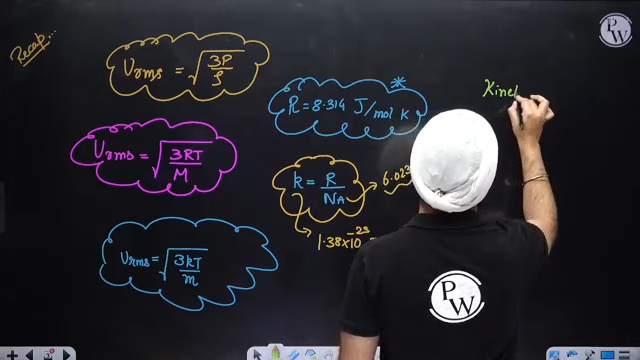 Recap...
Vrms = √(3P/ρ)
Vrms = √(3RT/M)
Vrms = √(3kT/m)
R = 8.314 J/mol K *
k = R/NA → 6.023
→ 1.38×10⁻²³
Kinet
PW
PW